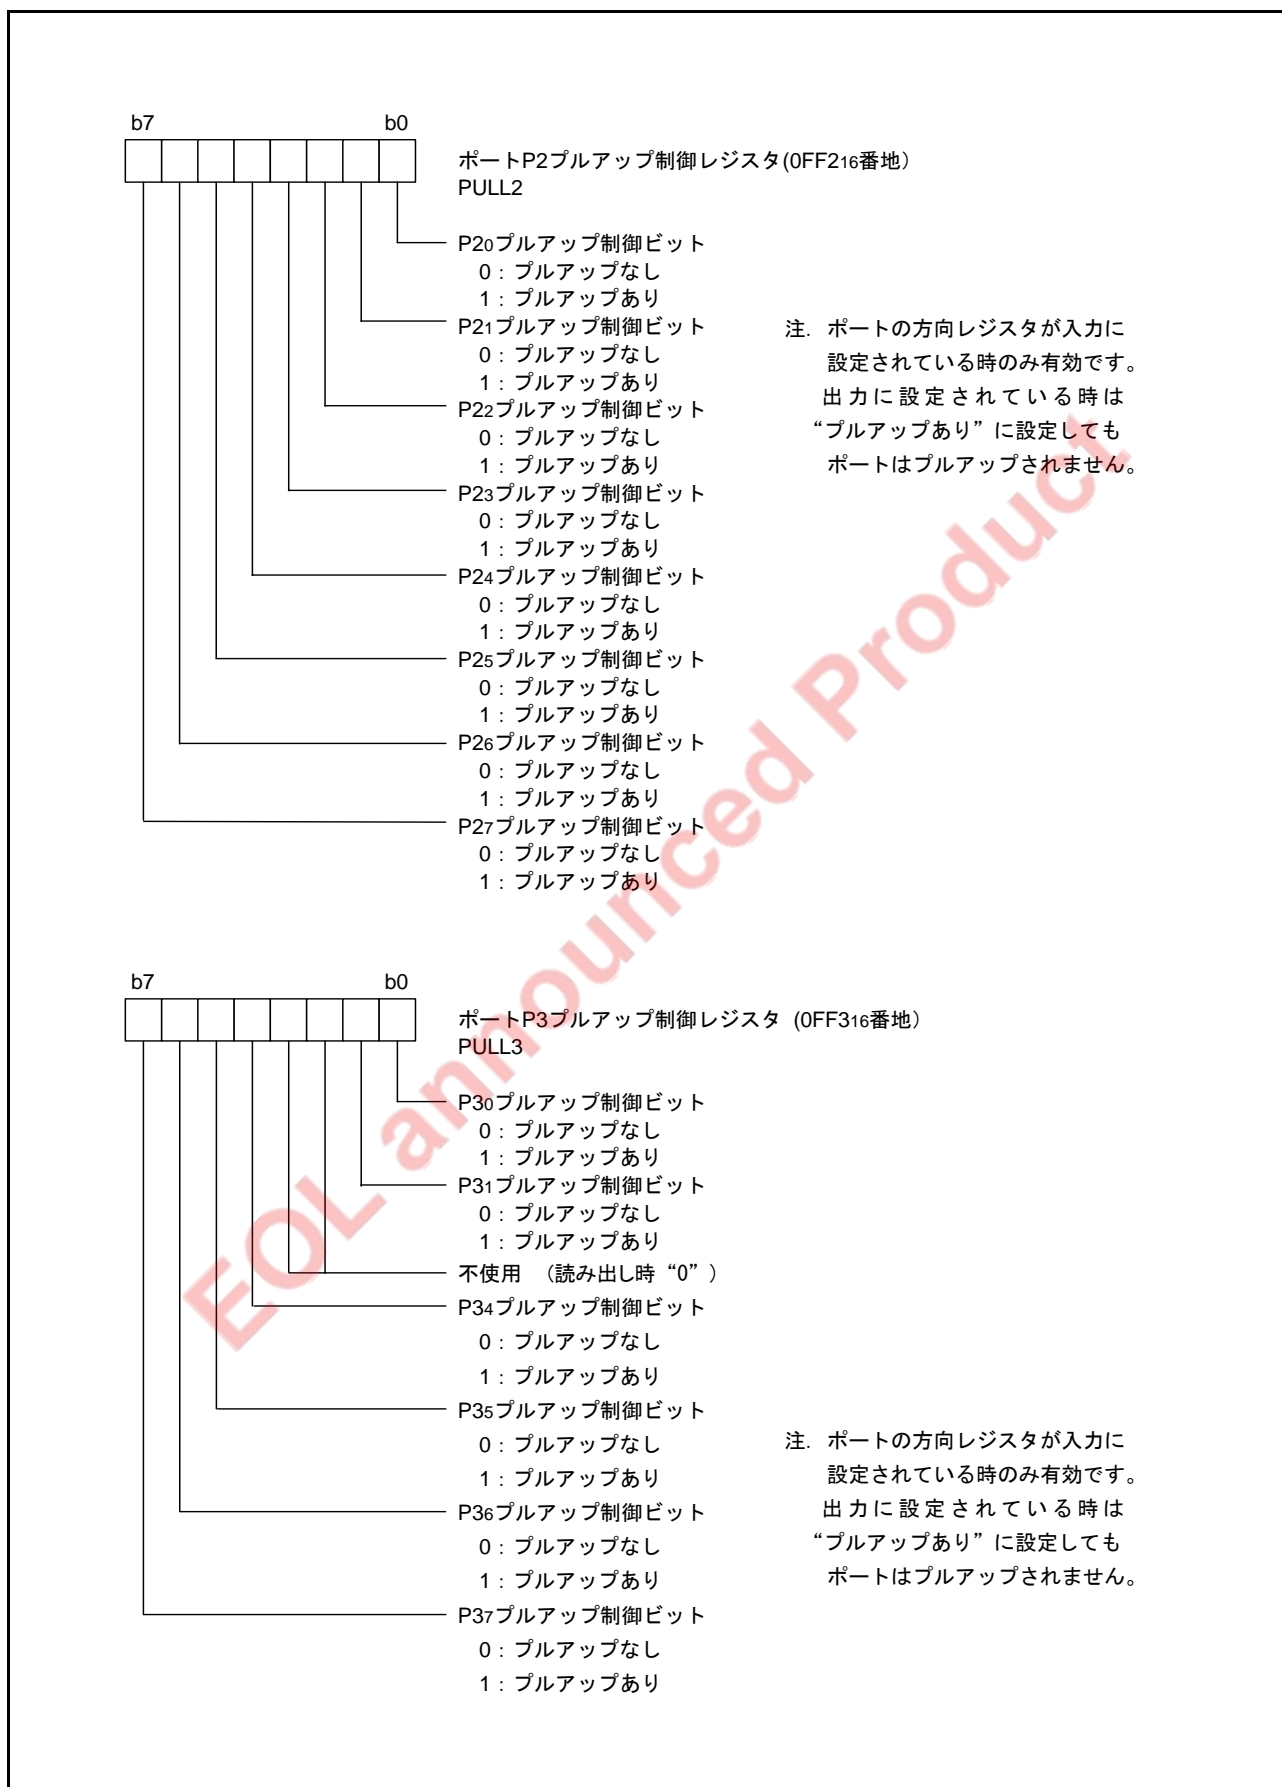 b7 b0
ポートP2プルアップ制御レジスタ(0FF216番地)
PULL2
P20プルアップ制御ビット
0：プルアップなし
1：プルアップあり
P21プルアップ制御ビット
0：プルアップなし
1：プルアップあり
P22プルアップ制御ビット
0：プルアップなし
1：プルアップあり
P23プルアップ制御ビット
0：プルアップなし
1：プルアップあり
P24プルアップ制御ビット
0：プルアップなし
1：プルアップあり
P25プルアップ制御ビット
0：プルアップなし
1：プルアップあり
P26プルアップ制御ビット
0：プルアップなし
1：プルアップあり
P27プルアップ制御ビット
0：プルアップなし
1：プルアップあり
注. ポートの方向レジスタが入力に
設定されている時のみ有効です。
出力に設定されている時は
“プルアップあり”に設定しても
ポートはプルアップされません。
b7 b0
ポートP3プルアップ制御レジスタ (0FF316番地)
PULL3
P30プルアップ制御ビット
0：プルアップなし
1：プルアップあり
P31プルアップ制御ビット
0：プルアップなし
1：プルアップあり
不使用 (読み出し時“0”)
P34プルアップ制御ビット
0：プルアップなし
1：プルアップあり
P35プルアップ制御ビット
0：プルアップなし
1：プルアップあり
P36プルアップ制御ビット
0：プルアップなし
1：プルアップあり
P37プルアップ制御ビット
0：プルアップなし
1：プルアップあり
注. ポートの方向レジスタが入力に
設定されている時のみ有効です。
出力に設定されている時は
“プルアップあり”に設定しても
ポートはプルアップされません。
EOL announced Product